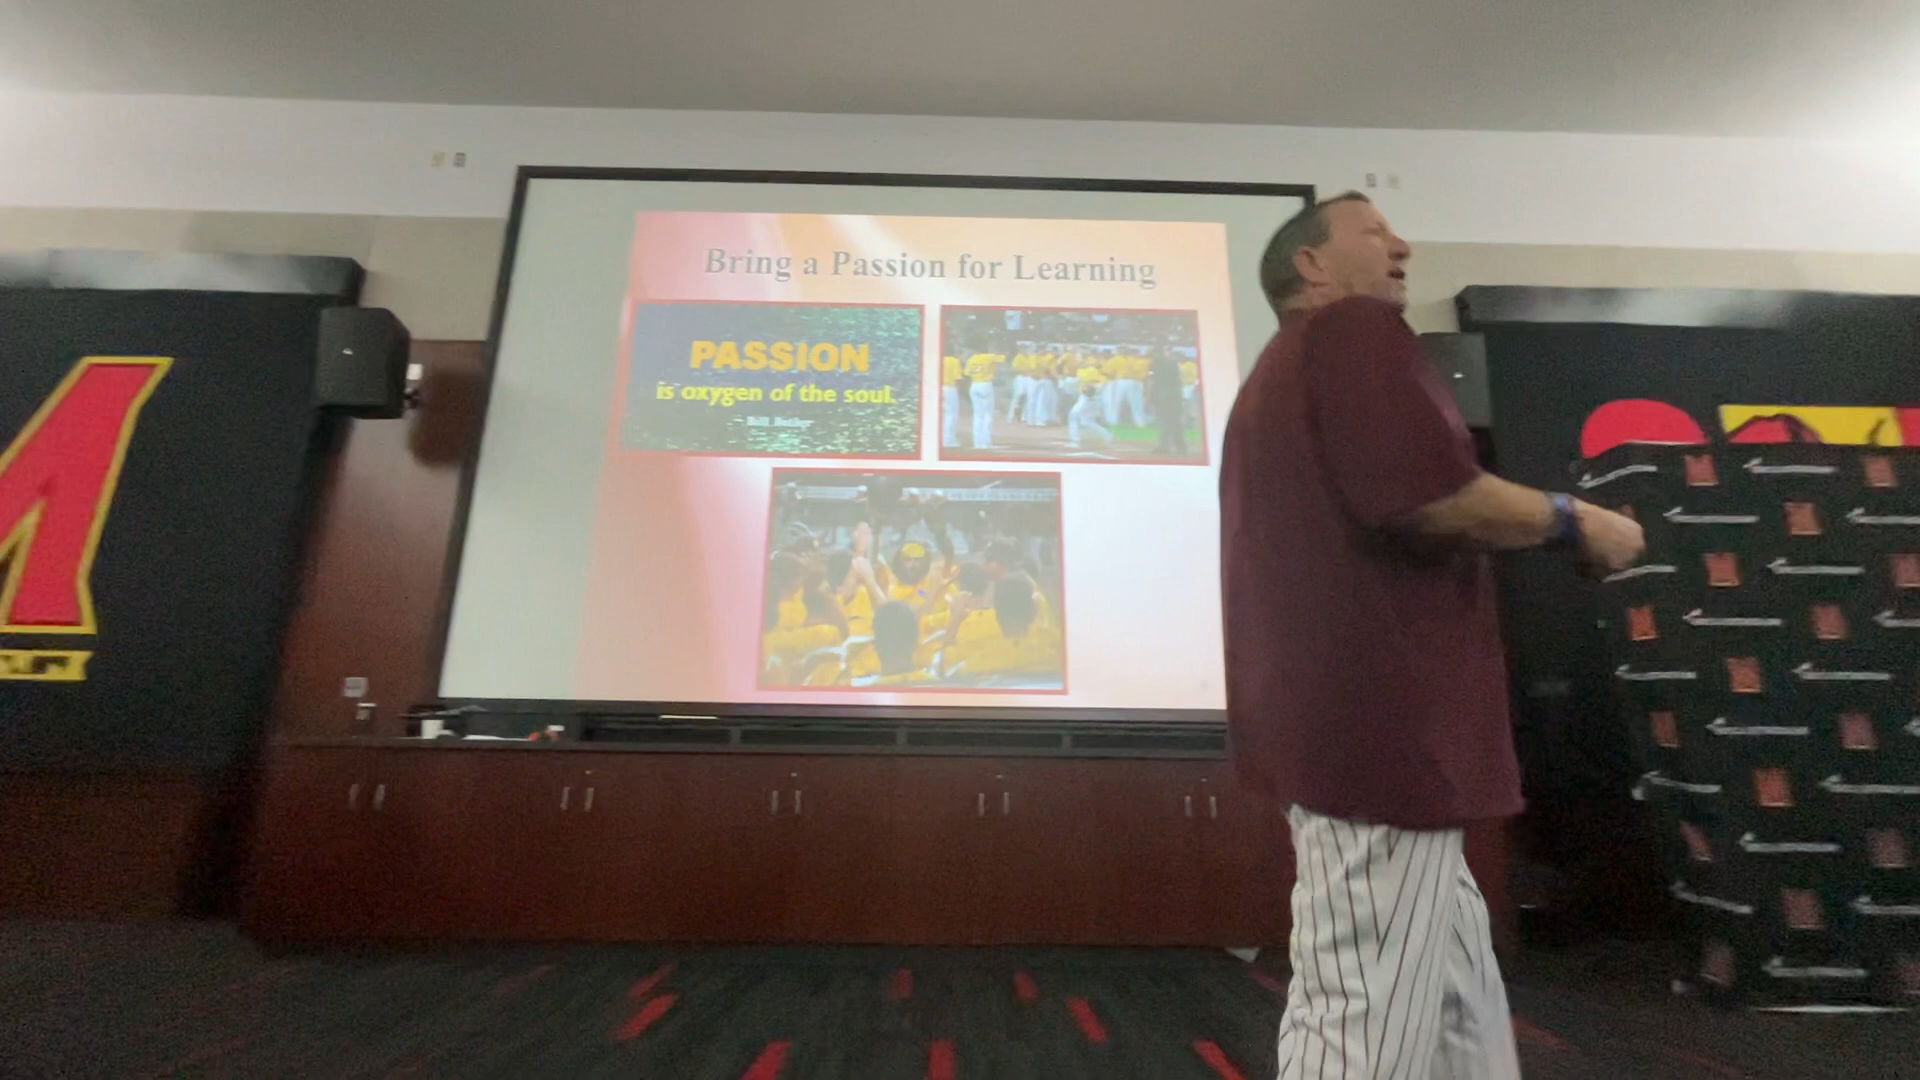 Bring a Passion for Learning
PASSION
is oxygen of the soul.
~ Bill Butler
M